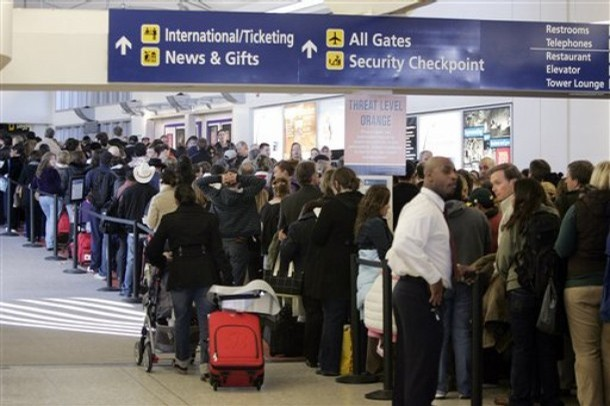 International/Ticketing
News & Gifts
All Gates
Security Checkpoint
Restrooms
Telephones
Restaurant
Elevator
Tower Lounge
THREAT LEVEL
ORANGE